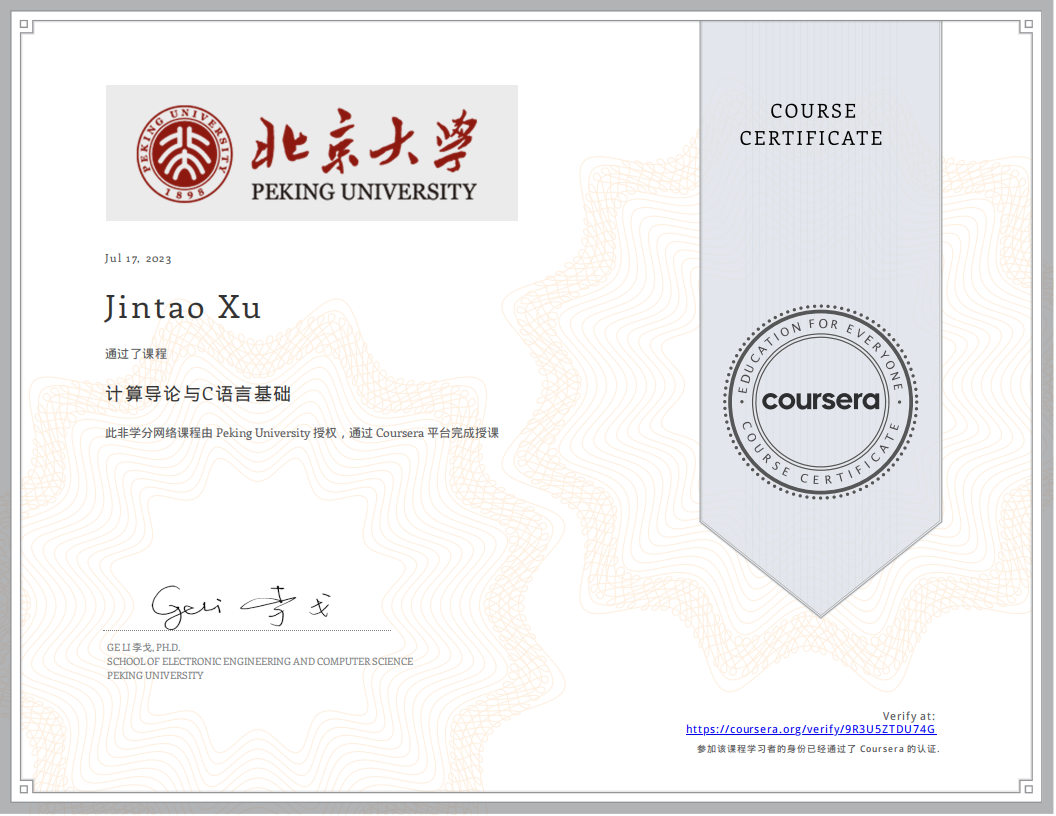 PEKING UNIVERSITY
1898
北京大学
PEKING UNIVERSITY
COURSE
CERTIFICATE
Jul 17, 2023
Jintao Xu
通过了课程
计算导论与C语言基础
此非学分网络课程由 Peking University 授权，通过 Coursera 平台完成授课
EDUCATION FOR EVERYONE
coursera
COURSE CERTIFICATE
Ge Li 李戈
GE LI 李戈, PH.D.
SCHOOL OF ELECTRONIC ENGINEERING AND COMPUTER SCIENCE
PEKING UNIVERSITY
Verify at:
https://coursera.org/verify/9R3U5ZTDU74G
参加该课程学习者的身份已经通过了 Coursera 的认证.